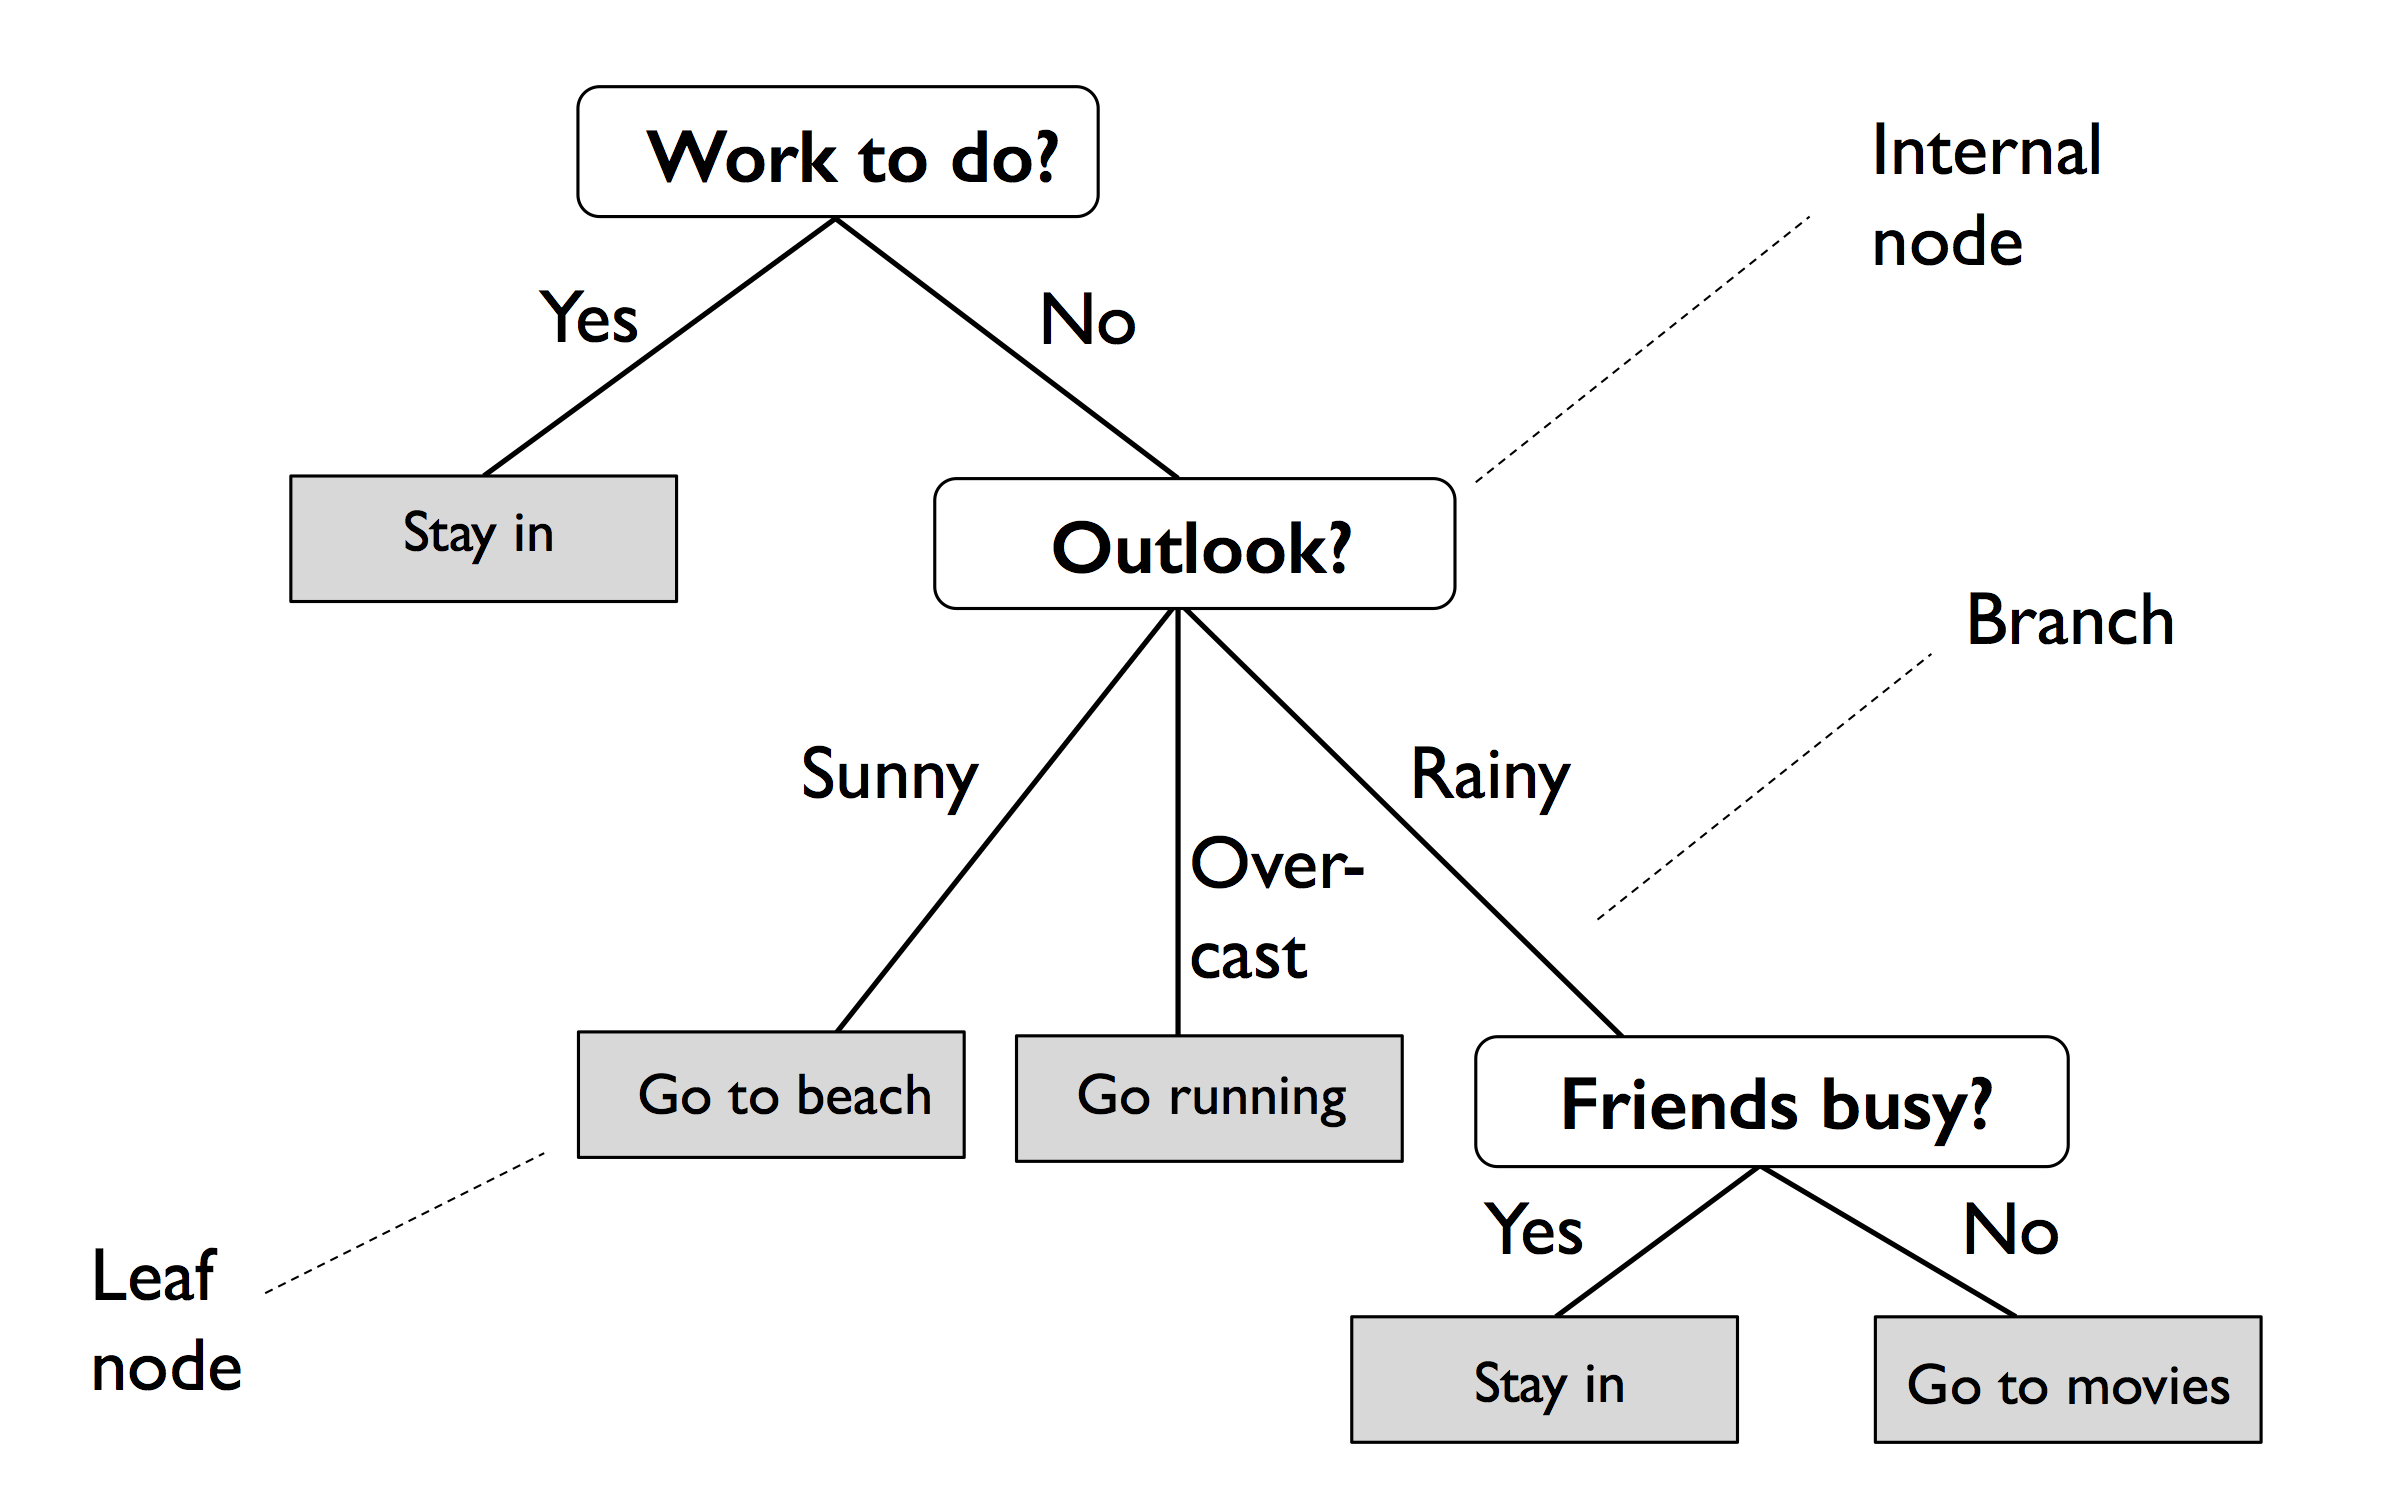 Work to do?
Internal
node
Yes
No
Stay in
Outlook?
Branch
Sunny
Rainy
Over-
cast
Go to beach
Go running
Friends busy?
Yes
No
Leaf
node
Stay in
Go to movies